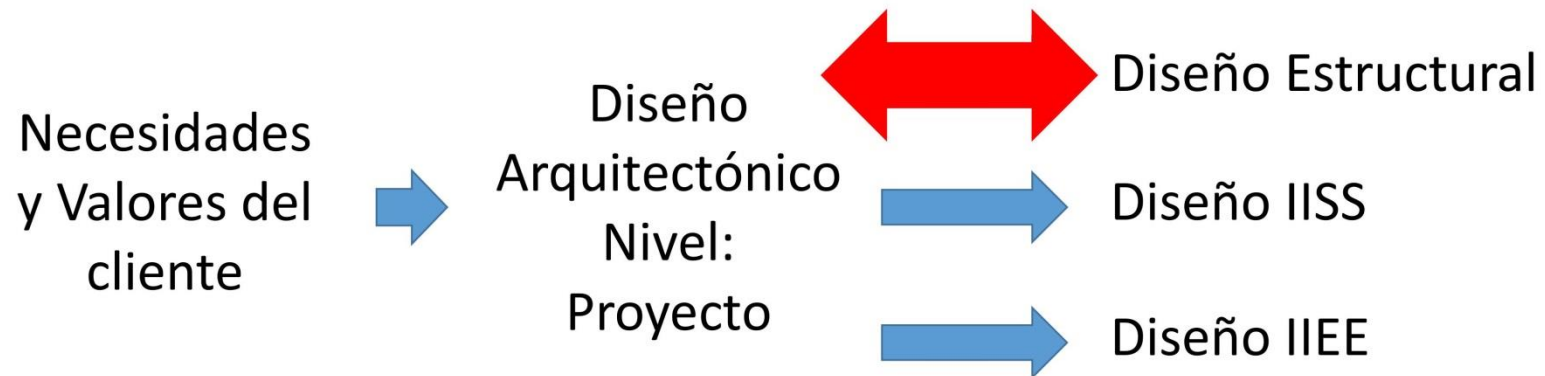 Necesidades
y Valores del
cliente
Diseño
Arquitectónico
Nivel:
Proyecto
Diseño Estructural
Diseño IISS
Diseño IIEE